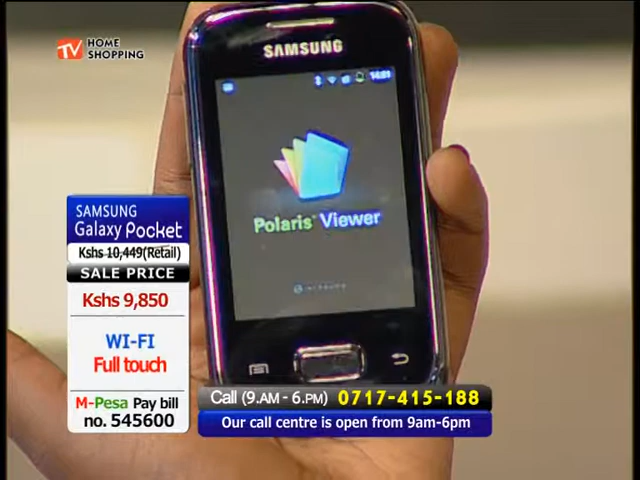 TV HOME
SHOPPING
SAMSUNG
14:51
Polaris Viewer
SAMSUNG
Galaxy Pocket
Kshs 10,449(Retail)
SALE PRICE
Kshs 9,850
WI-FI
Full touch
M-Pesa Pay bill
no. 545600
Call (9.AM - 6.PM) 0717-415-188
Our call centre is open from 9am-6pm